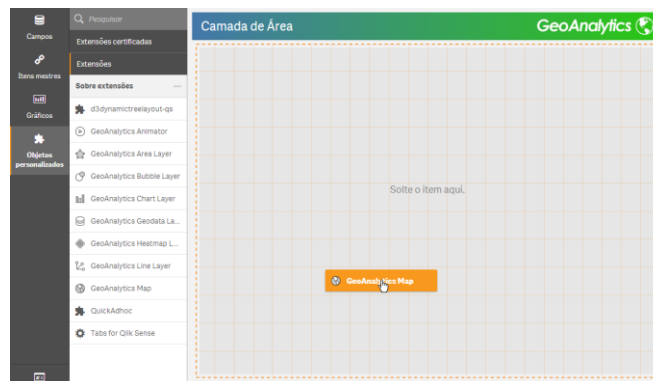 Campos
Itens mestres
Gráficos
Objetos
personalizados
Pesquisar
Extensões certificadas
Extensões
Sobre extensões
d3dynamictreelayout-qs
GeoAnalytics Animator
GeoAnalytics Area Layer
GeoAnalytics Bubble Layer
GeoAnalytics Chart Layer
GeoAnalytics Geodata La...
GeoAnalytics Heatmap L...
GeoAnalytics Line Layer
GeoAnalytics Map
QuickAdhoc
Tabs for Qlik Sense
Camada de Área
GeoAnalytics
Solte o item aqui.
GeoAnalytics Map